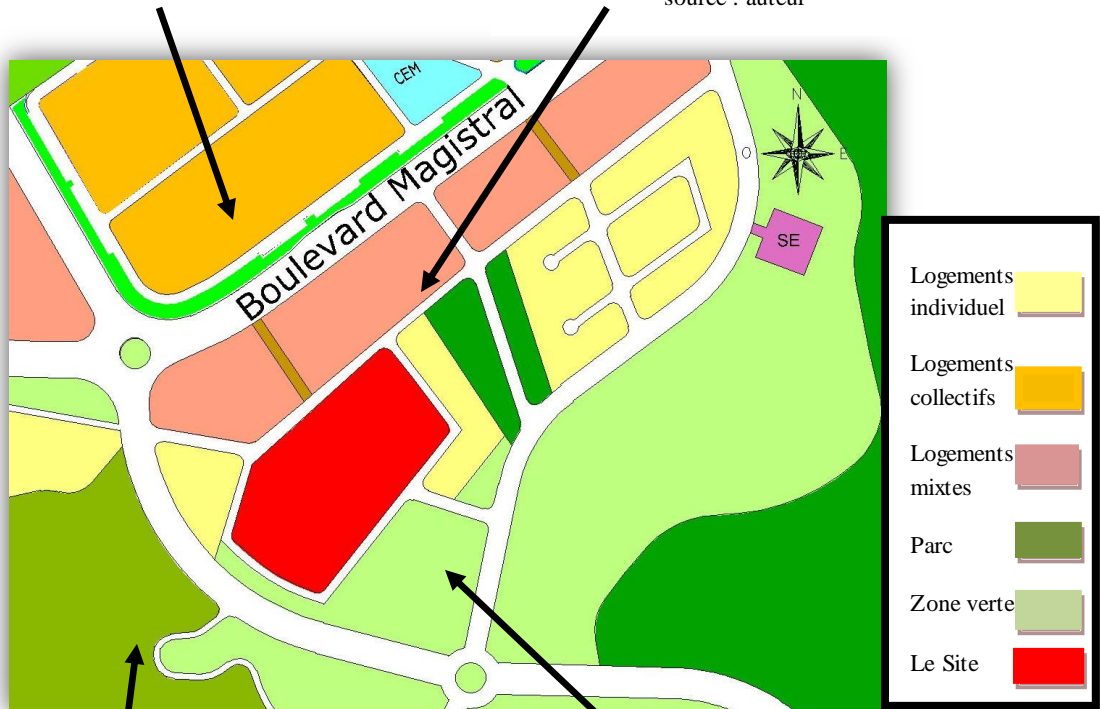 source : auteur
CEM
Boulevard Magistral
N
O
E
SE
Logements
individuel
Logements
collectifs
Logements
mixtes
Parc
Zone verte
Le Site